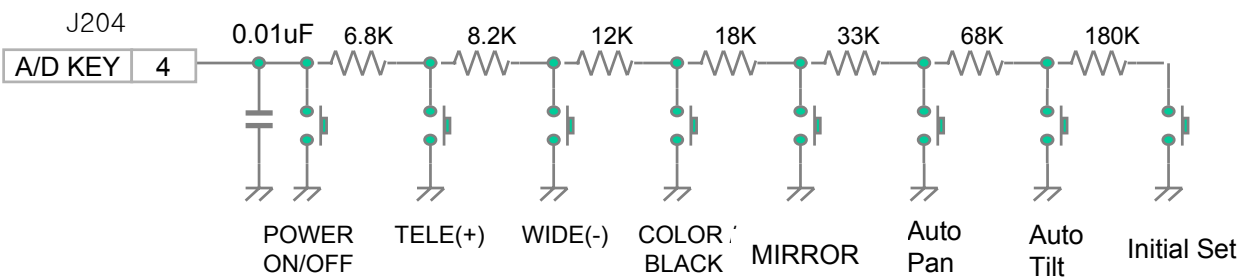 J204
A/D KEY 4
0.01uF 6.8K 8.2K 12K 18K 33K 68K 180K
POWER
ON/OFF
TELE(+)
WIDE(-)
COLOR
BLACK
MIRROR
Auto
Pan
Auto
Tilt
Initial Set